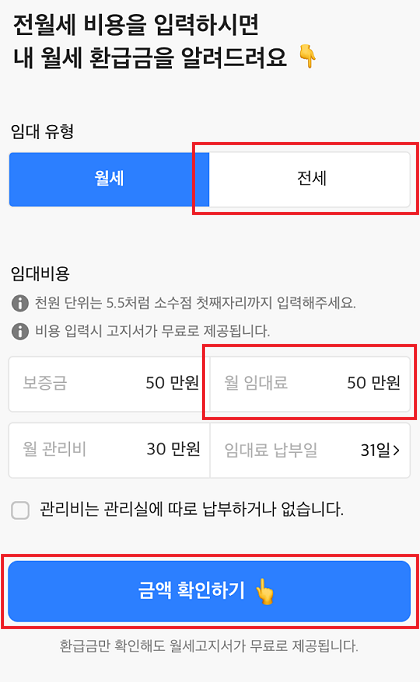 전월세 비용을 입력하시면
내 월세 환급금을 알려드려요 👇
임대 유형
월세 전세
임대비용
천원 단위는 5.5처럼 소수점 첫째자리까지 입력해주세요.
비용 입력시 고지서가 무료로 제공됩니다.
보증금 50 만원 월 임대료 50 만원
월 관리비 30 만원 임대료 납부일 31일>
관리비는 관리실에 따로 납부하거나 없습니다.
금액 확인하기 👆
환급금만 확인해도 월세고지서가 무료로 제공됩니다.